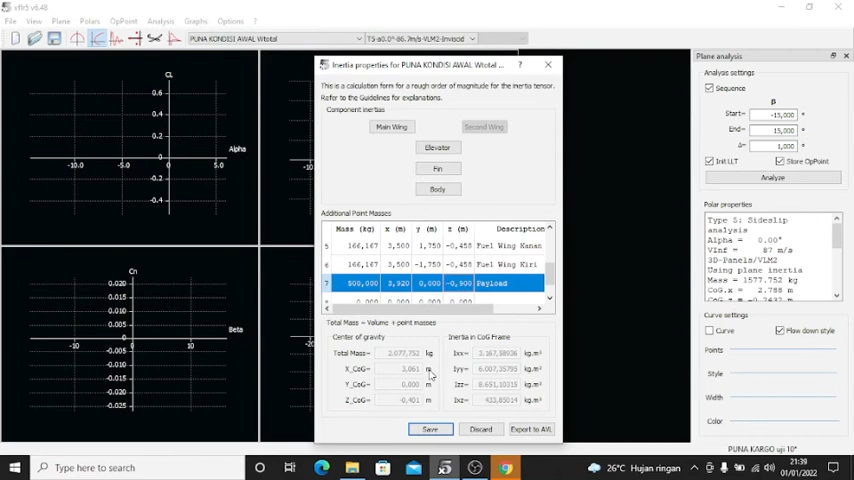 xflr5 v6.48
File View Plane Polars OpPoint Analysis Graphs Options ?
PUNA KONDISI AWAL Wtotal
T5-a0.0°-86.7m/s-VLM2-Inviscid
CL
0.6
0.4
0.2
-10.0 -5.0 0 5.0
Alpha
-0.2
-0.4
Cn
0.020
0.015
0.010
0.005
-10 0 10
Beta
-0.005
-0.010
-0.015
-0.020
-0.025
Inertia properties for PUNA KONDISI AWAL Wtotal ... ?
This is a calculation form for a rough order of magnitude for the inertia tensor.
Refer to the Guidelines for explanations.
Component inertias
Main Wing Second Wing
Elevator
Fin
Body
Additional Point Masses
Mass (kg) x (m) y (m) z (m) Description
5 166,167 3,500 1,750 -0,458 Fuel Wing Kanan
6 166,167 3,500 -1,750 -0,458 Fuel Wing Kiri
7 500,000 3,920 0,000 -0,900 Payload
0.000 0.000 0.000 0.000
Total Mass = Volume + point masses
Center of gravity
Total Mass= 2.077,752 kg
X_CoG= 3,061 m
Y_CoG= 0,000 m
Z_CoG= -0,401 m
Inertia in CoG Frame
Ixx= 3.167,58936 kg.m²
Iyy= 6.007,35795 kg.m²
Izz= 8.651,10315 kg.m²
Ixz= 433,85014 kg.m²
Save Discard Export to AVL
Plane analysis
Analysis settings
Sequence
β
Start= -15,000 °
End= 15,000 °
Δ= 1,000 °
Init LLT Store OpPoint
Analyze
Polar properties
Type 5: Sideslip
analysis
Alpha = 0.00°
VInf = 87 m/s
3D-Panels/VLM2
Using plane inertia
Mass = 1577.752 kg
CoG.x = 2.788 m
Curve settings
Curve Flow down style
Points
Style
Width
Color
PUNA KARGO uji 10°
Type here to search
26°C Hujan ringan
21:39
01/01/2022